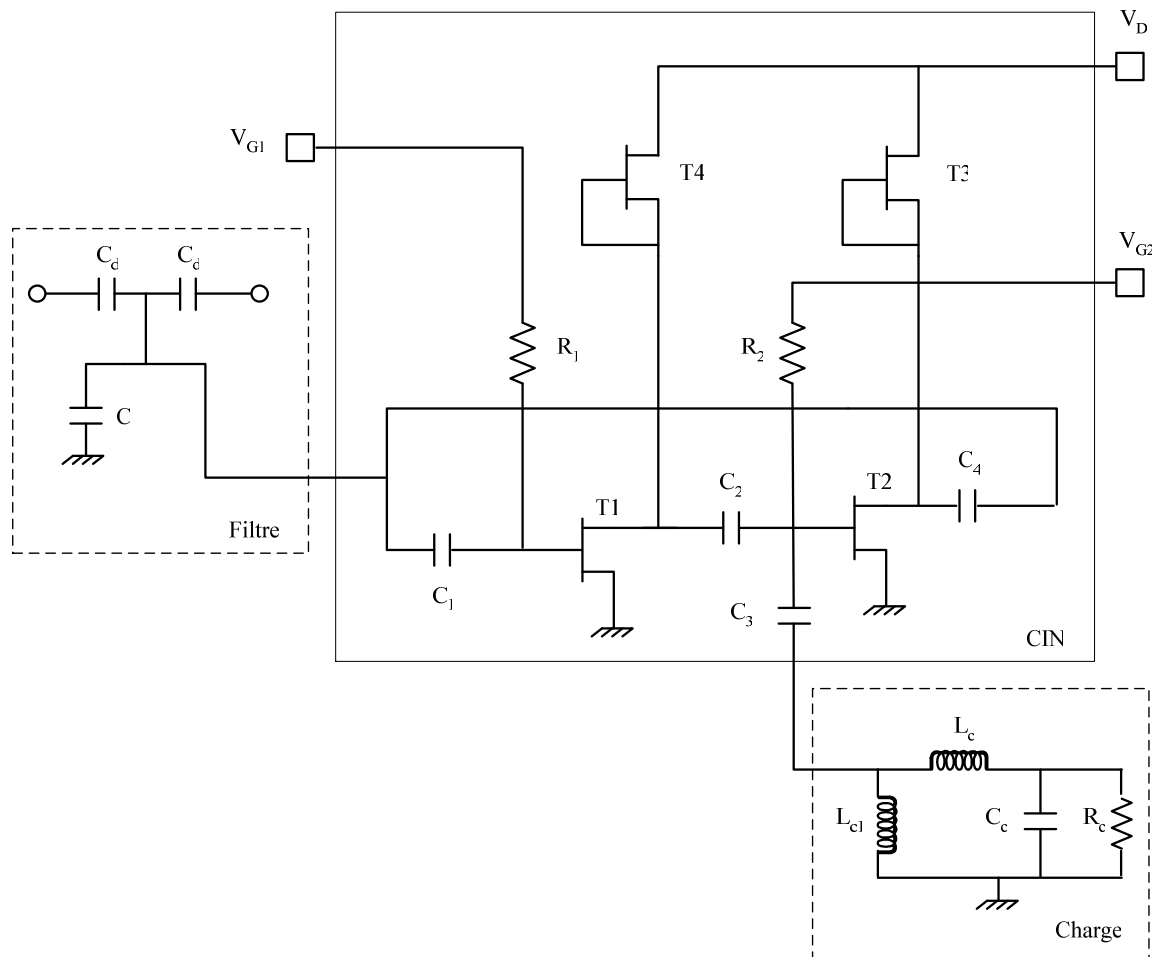 V_D
V_G1
T4
T3
V_G2
C_d
C_d
R_1
R_2
C
C_2
T2
C_4
T1
Filtre
C_1
C_3
CIN
L_c
L_c1
C_c
R_c
Charge